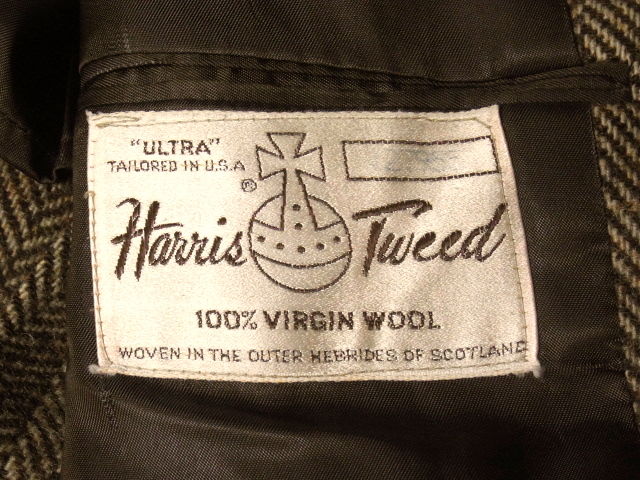 "ULTRA"
TAILORED IN U.S.A
®
Harris Tweed
100% VIRGIN WOOL
WOVEN IN THE OUTER HEBRIDES OF SCOTLAND